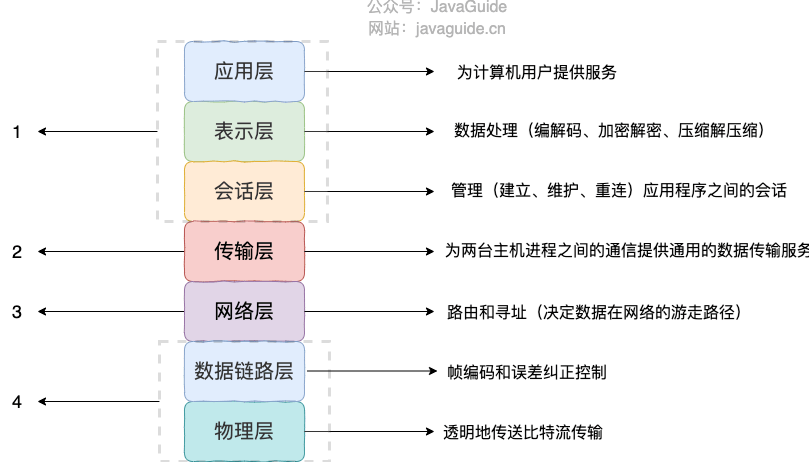 公众号：JavaGuide
网站：javaguide.cn
应用层
为计算机用户提供服务
1
表示层
数据处理（编解码、加密解密、压缩解压缩）
会话层
管理（建立、维护、重连）应用程序之间的会话
2
传输层
为两台主机进程之间的通信提供通用的数据传输服务
3
网络层
路由和寻址（决定数据在网络的游走路径）
数据链路层
帧编码和误差纠正控制
4
物理层
透明地传送比特流传输